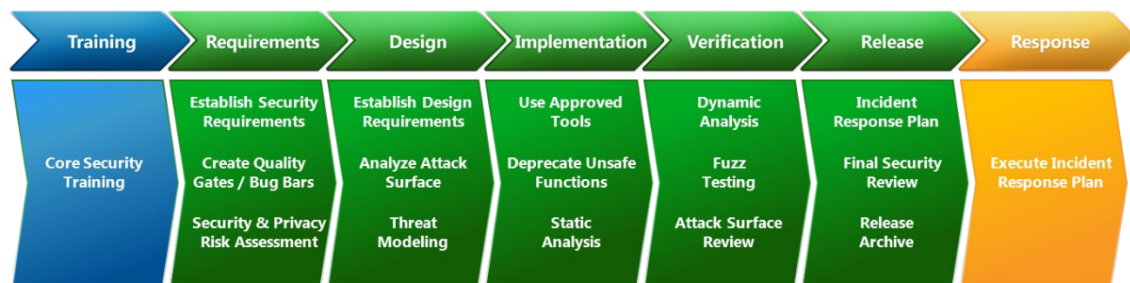 Training
Requirements
Design
Implementation
Verification
Release
Response
Core Security
Training
Establish Security
Requirements
Create Quality
Gates / Bug Bars
Security & Privacy
Risk Assessment
Establish Design
Requirements
Analyze Attack
Surface
Threat
Modeling
Use Approved
Tools
Deprecate Unsafe
Functions
Static
Analysis
Dynamic
Analysis
Fuzz
Testing
Attack Surface
Review
Incident
Response Plan
Final Security
Review
Release
Archive
Execute Incident
Response Plan